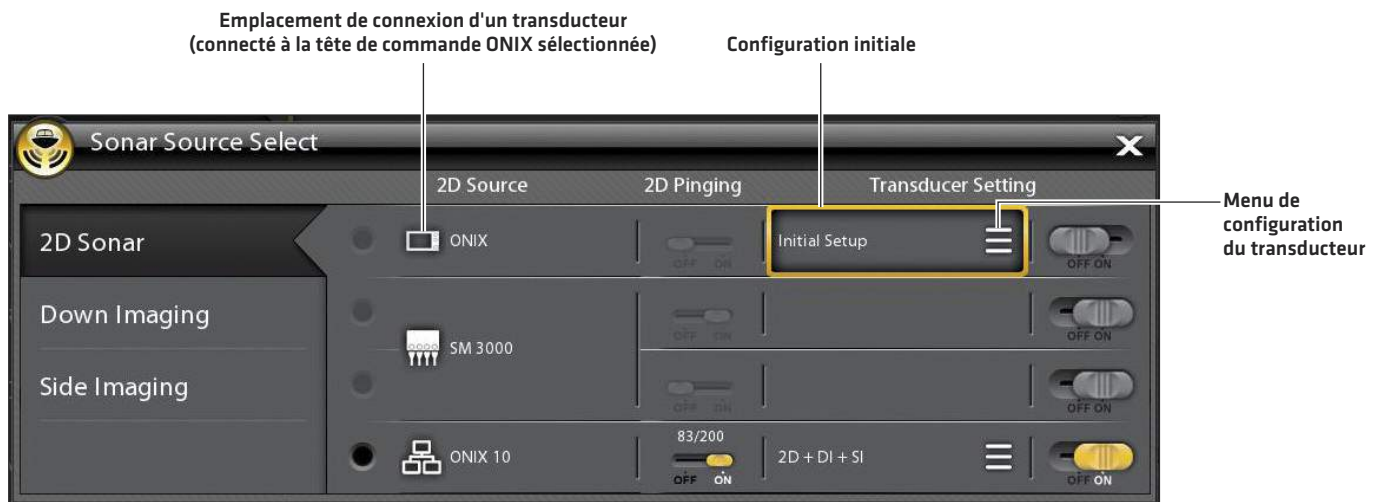 Emplacement de connexion d'un transducteur
(connecté à la tête de commande ONIX sélectionnée)
Configuration initiale
Sonar Source Select
X
2D Source
2D Pinging
Transducer Setting
Menu de
configuration
du transducteur
2D Sonar
ONIX
OFF ON
Initial Setup
OFF ON
Down Imaging
SM 3000
OFF ON
OFF ON
Side Imaging
OFF ON
OFF ON
ONIX 10
83/200
OFF ON
2D + DI + SI
OFF ON